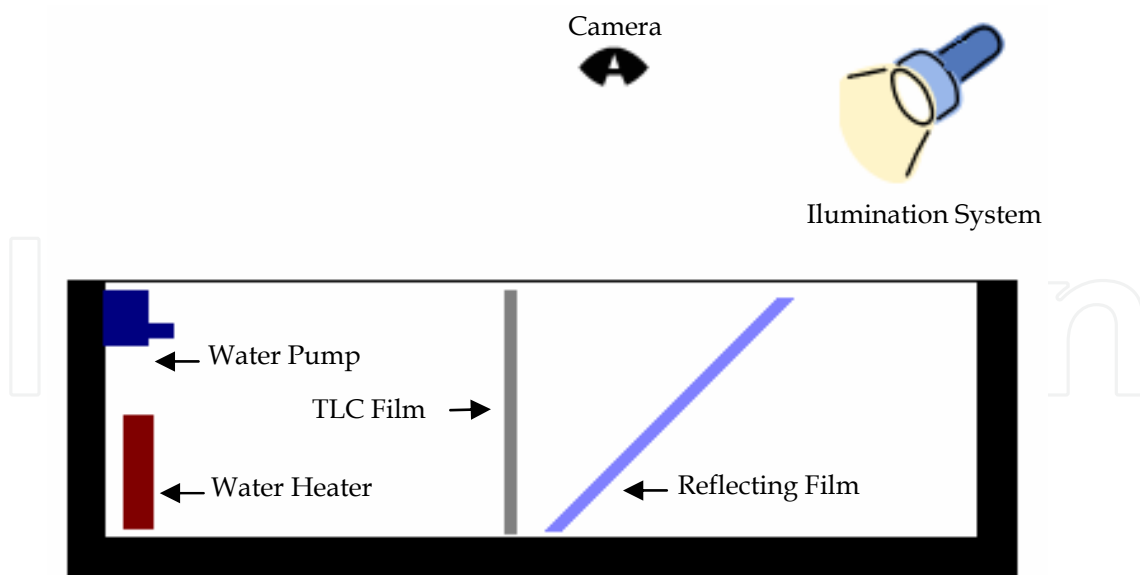 Camera
Ilumination System
Water Pump
TLC Film
Water Heater
Reflecting Film